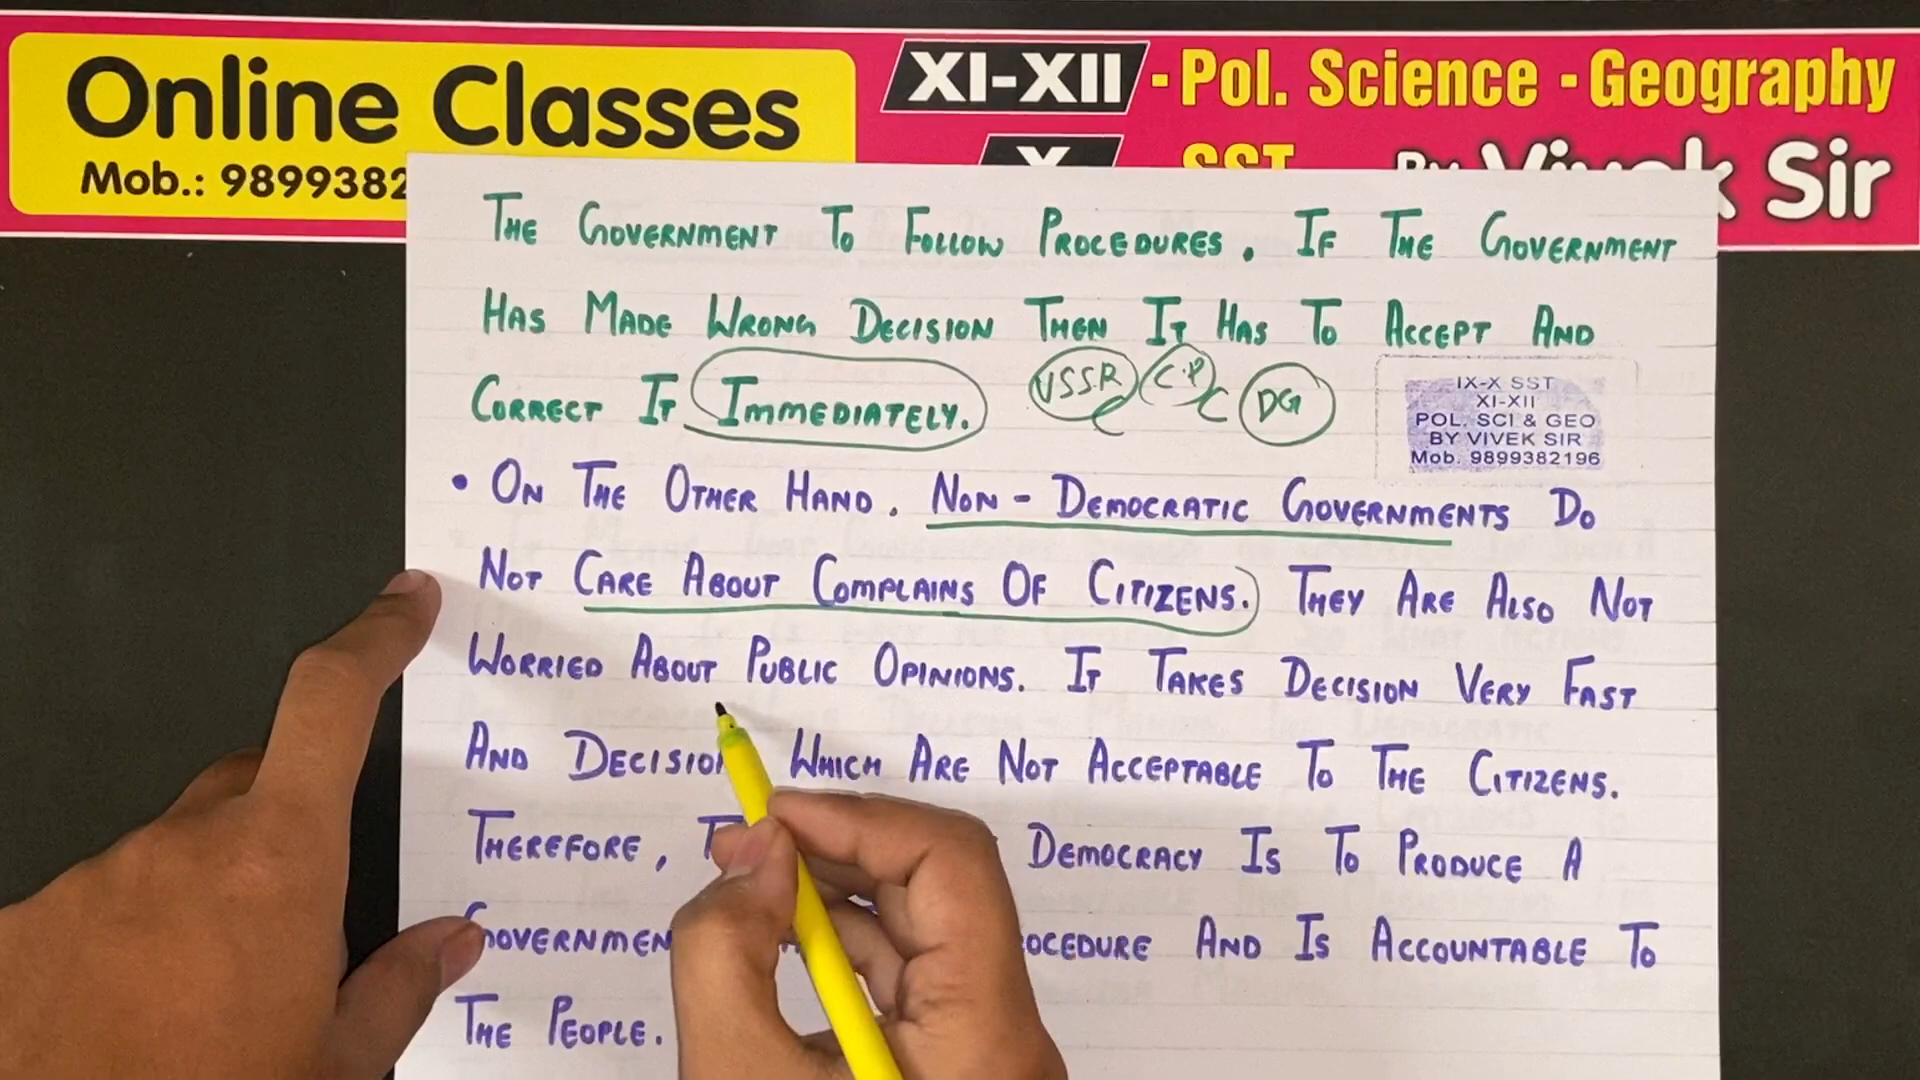 Online Classes
XI-XII - Pol. Science - Geography
Mob.: 9899382
X SST By Vivek Sir
THE GOVERNMENT TO FOLLOW PROCEDURES. IF THE GOVERNMENT
HAS MADE WRONG DECISION THEN IT HAS TO ACCEPT AND
CORRECT IT IMMEDIATELY.
USSR C.P DG
IX-X SST
XI-XII
POL. SCI & GEO
BY VIVEK SIR
Mob. 9899382196
• ON THE OTHER HAND. NON - DEMOCRATIC GOVERNMENTS DO
NOT CARE ABOUT COMPLAINS OF CITIZENS. THEY ARE ALSO NOT
WORRIED ABOUT PUBLIC OPINIONS. IT TAKES DECISION VERY FAST
AND DECISION WHICH ARE NOT ACCEPTABLE TO THE CITIZENS.
THEREFORE, DEMOCRACY IS TO PRODUCE A
GOVERNMEN OCEDURE AND IS ACCOUNTABLE TO
THE PEOPLE.